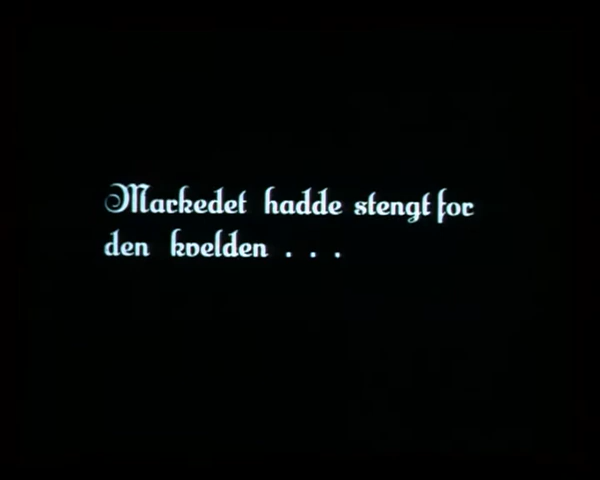 Markedet hadde stengt for
den kvelden . . .